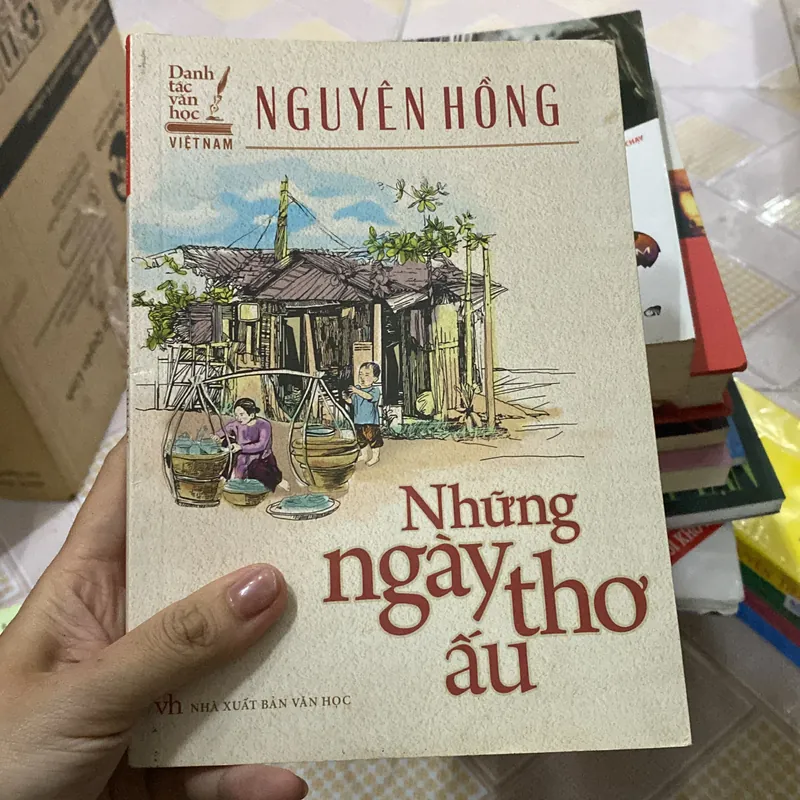 Danh
tác
văn
học
VIỆT NAM
NGUYÊN HỒNG
Những
ngày thơ
ấu
vh NHÀ XUẤT BẢN VĂN HỌC